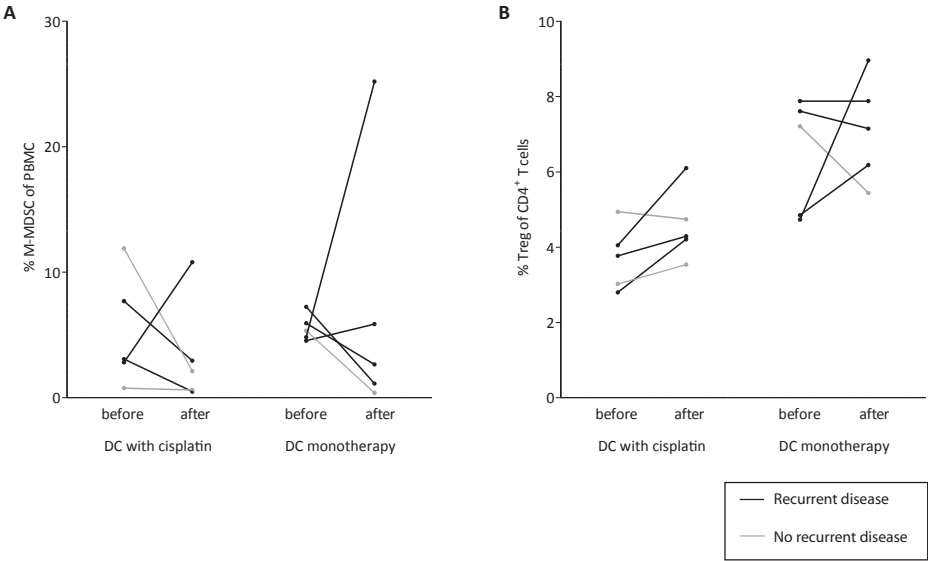 A
% M-MDSC of PBMC
30
20
10
0
before after before after
DC with cisplatin DC monotherapy
B
% Treg of CD4+ T cells
10
8
6
4
2
0
before after before after
DC with cisplatin DC monotherapy
Recurrent disease
No recurrent disease